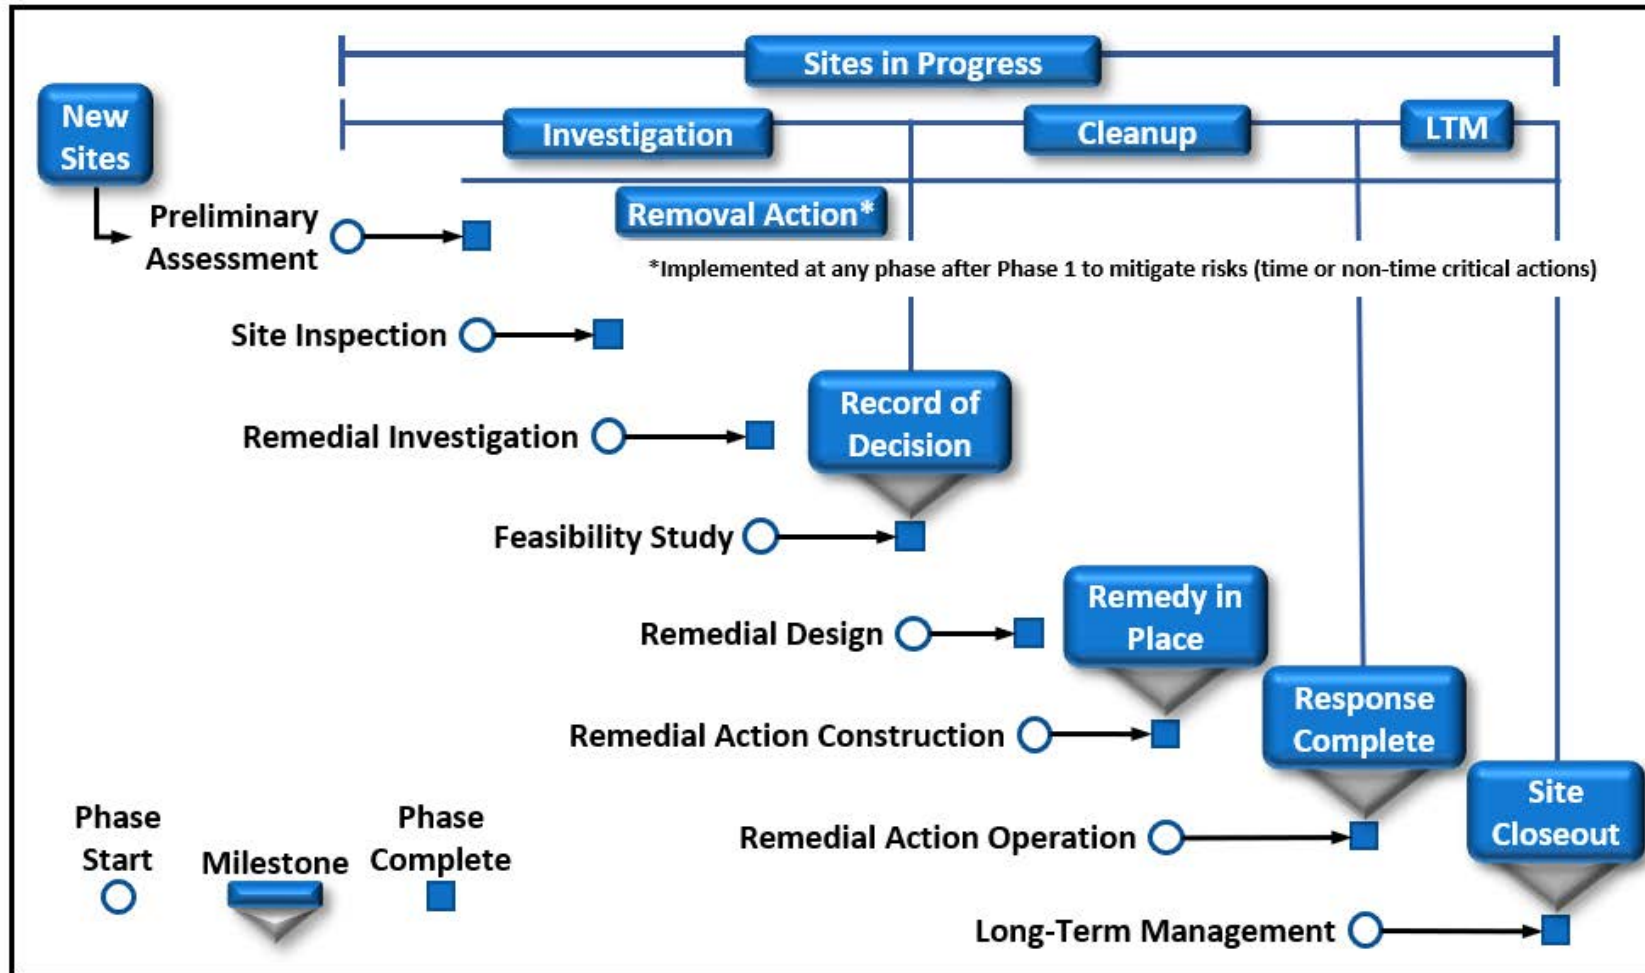 Sites in Progress
New
Sites
Investigation
Cleanup
LTM
Removal Action*
Preliminary
Assessment
*Implemented at any phase after Phase 1 to mitigate risks (time or non-time critical actions)
Site Inspection
Record of
Decision
Remedial Investigation
Feasibility Study
Remedy in
Place
Remedial Design
Response
Complete
Remedial Action Construction
Site
Closeout
Remedial Action Operation
Long-Term Management
Phase
Start
Milestone
Phase
Complete